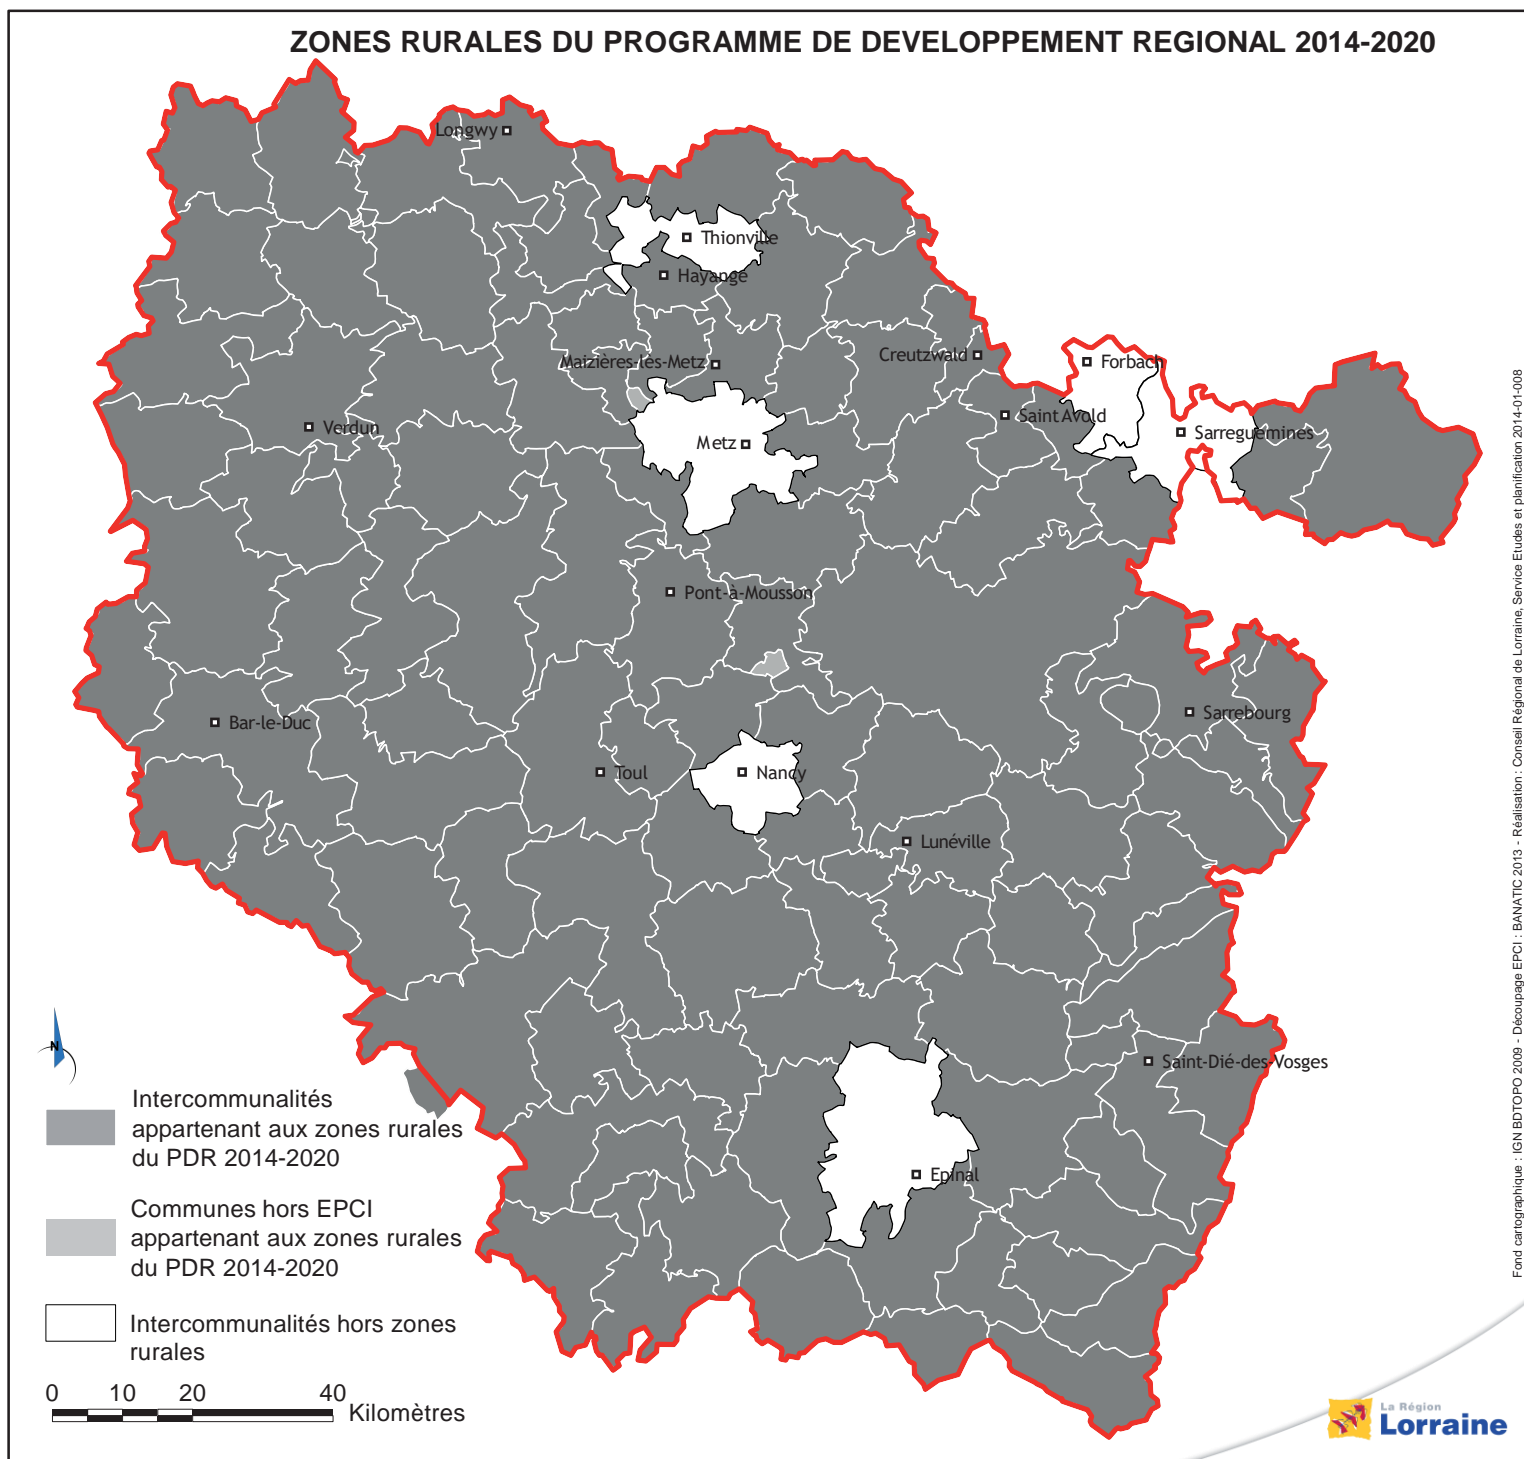 ZONES RURALES DU PROGRAMME DE DEVELOPPEMENT REGIONAL 2014-2020
Longwy
Thionville
Hayange
Maizières-lès-Metz
Creutzwald
Forbach
Saint Avold
Sarreguemines
Verdun
Metz
Pont-à-Mousson
Sarrebourg
Bar-le-Duc
Toul
Nancy
Lunéville
Saint-Dié-des-Vosges
Epinal
N
Intercommunalités
appartenant aux zones rurales
du PDR 2014-2020
Communes hors EPCI
appartenant aux zones rurales
du PDR 2014-2020
Intercommunalités hors zones
rurales
0 10 20 40
Kilomètres
Fond cartographique : IGN BDTOPO 2009 - Découpage EPCI : BANATIC 2013 - Réalisation : Conseil Régional de Lorraine, Service Etudes et planification 2014-01-008
La Région
Lorraine